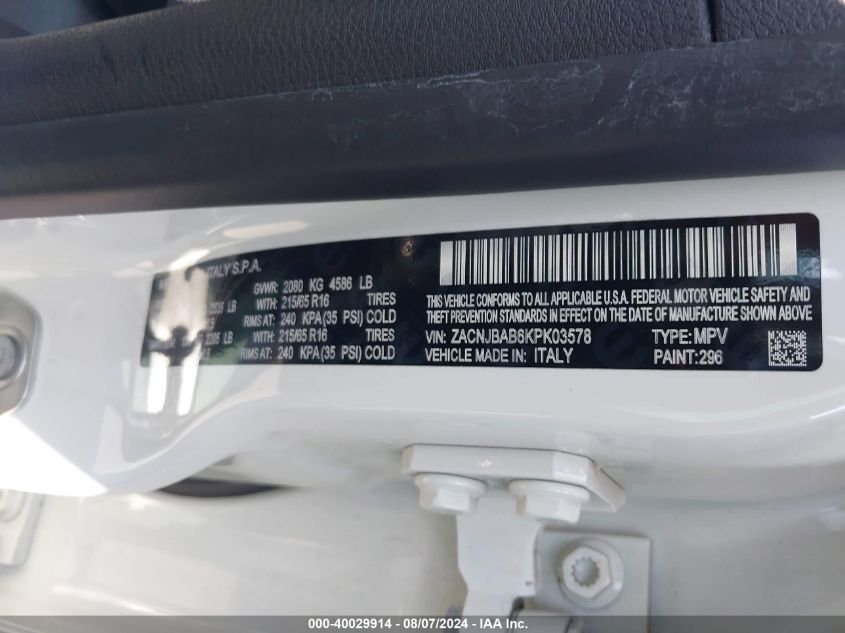 ITALY S.P.A.
GVWR: 2080 KG 4586 LB
LB WITH: 215/65 R16 TIRES
RIMS AT: 240 KPA(35 PSI) COLD
2205 LB WITH: 215/65 R16 TIRES
RIMS AT: 240 KPA(35 PSI) COLD
THIS VEHICLE CONFORMS TO ALL APPLICABLE U.S.A. FEDERAL MOTOR VEHICLE SAFETY AND
THEFT PREVENTION STANDARDS IN EFFECT ON THE DATE OF MANUFACTURE SHOWN ABOVE
VIN: ZACNJBAB6KPK03578 TYPE: MPV
VEHICLE MADE IN: ITALY PAINT: 296
000-40029914 - 08/07/2024 - IAA Inc.